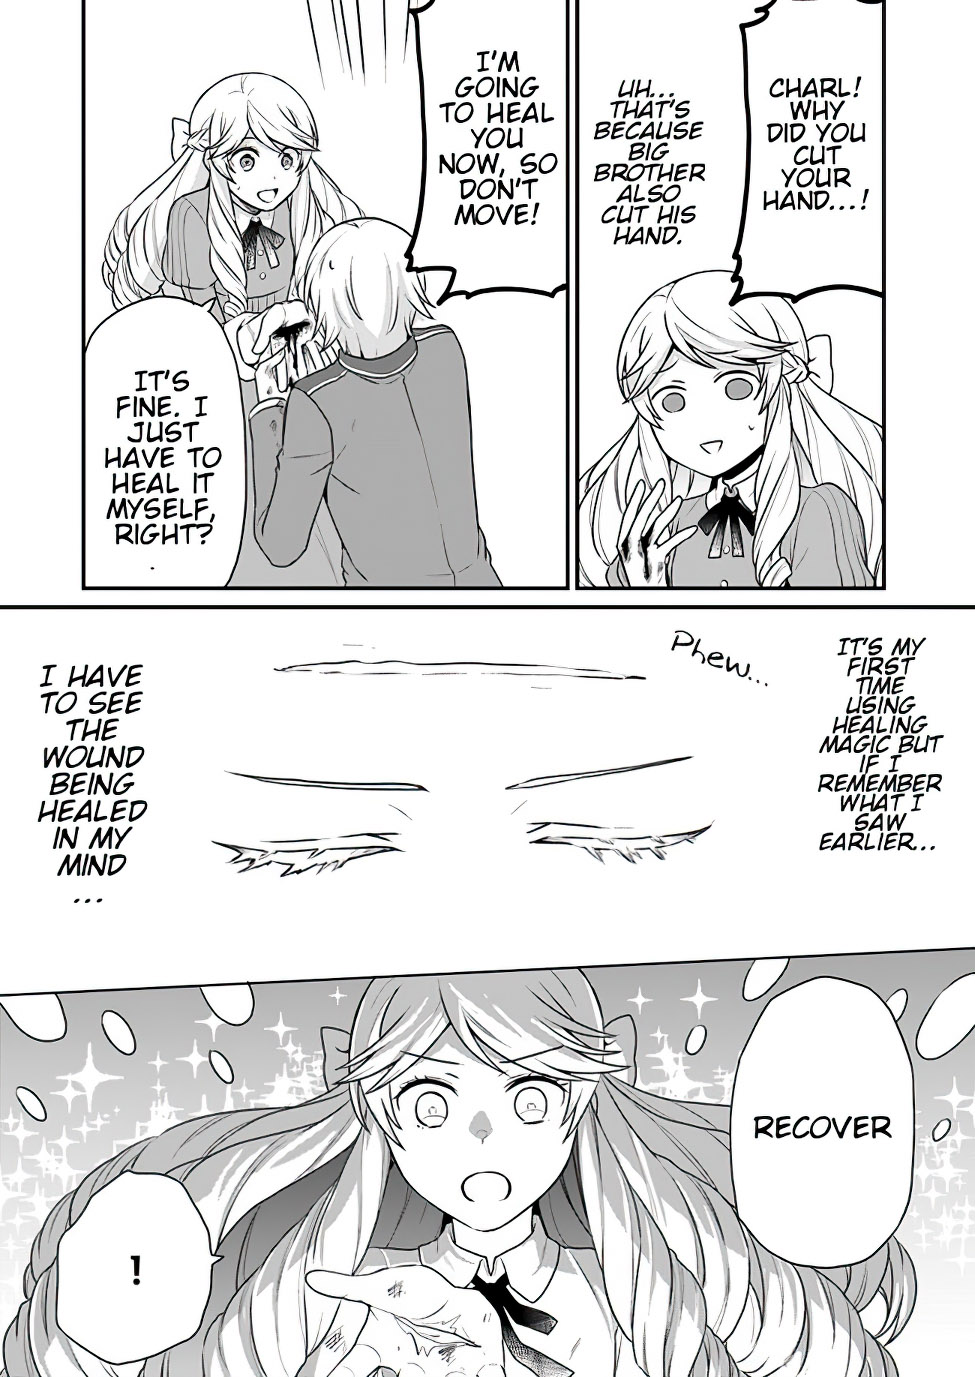 CHARL!
WHY
DID YOU
CUT
YOUR
HAND...!
UH...
THAT'S
BECAUSE
BIG
BROTHER
ALSO
CUT HIS
HAND.
I'M
GOING
TO HEAL
YOU
NOW, SO
DON'T
MOVE!
IT'S
FINE. I
JUST
HAVE TO
HEAL IT
MYSELF,
RIGHT?
.
IT'S MY
FIRST
TIME
USING
HEALING
MAGIC BUT
IF I
REMEMBER
WHAT I
SAW
EARLIER...
Phew...
I HAVE
TO SEE
THE
WOUND
BEING
HEALED
IN MY
MIND
...
RECOVER
!